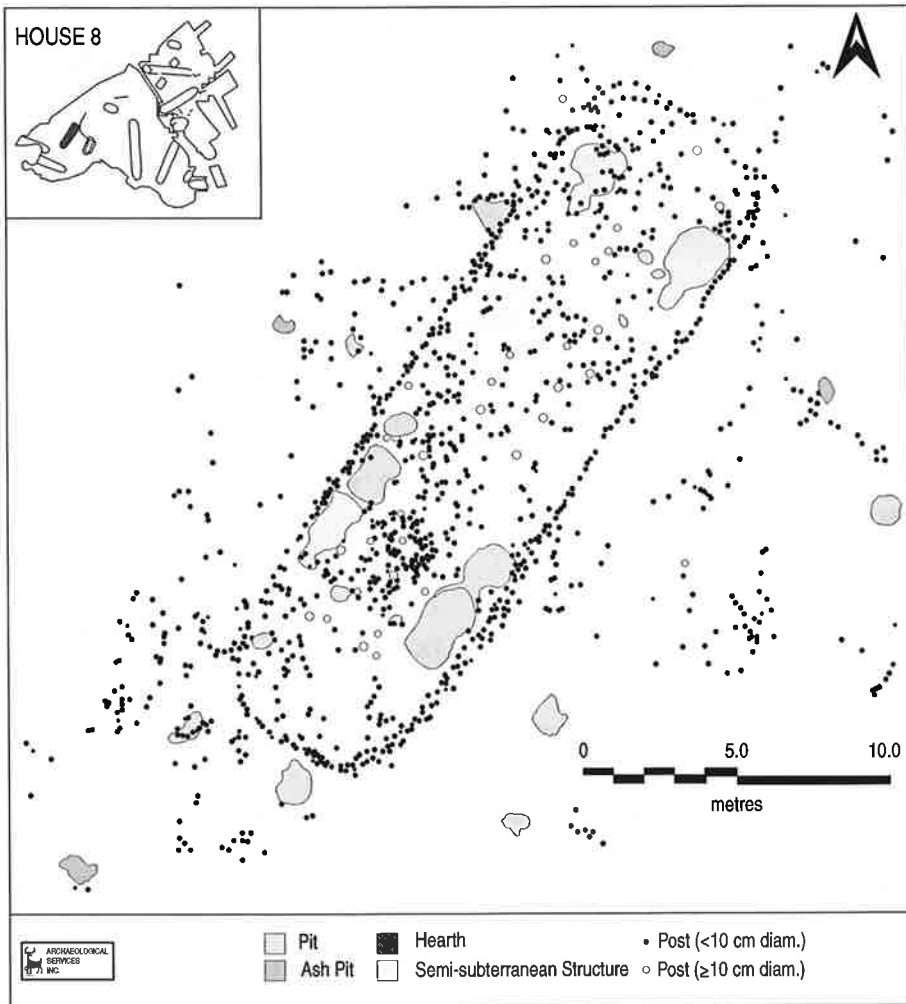 HOUSE 8
0 5.0 10.0
metres
ARCHAEOLOGICAL
SERVICES
INC.
Pit
Ash Pit
Hearth
Semi-subterranean Structure
Post (<10 cm diam.)
Post (≥10 cm diam.)